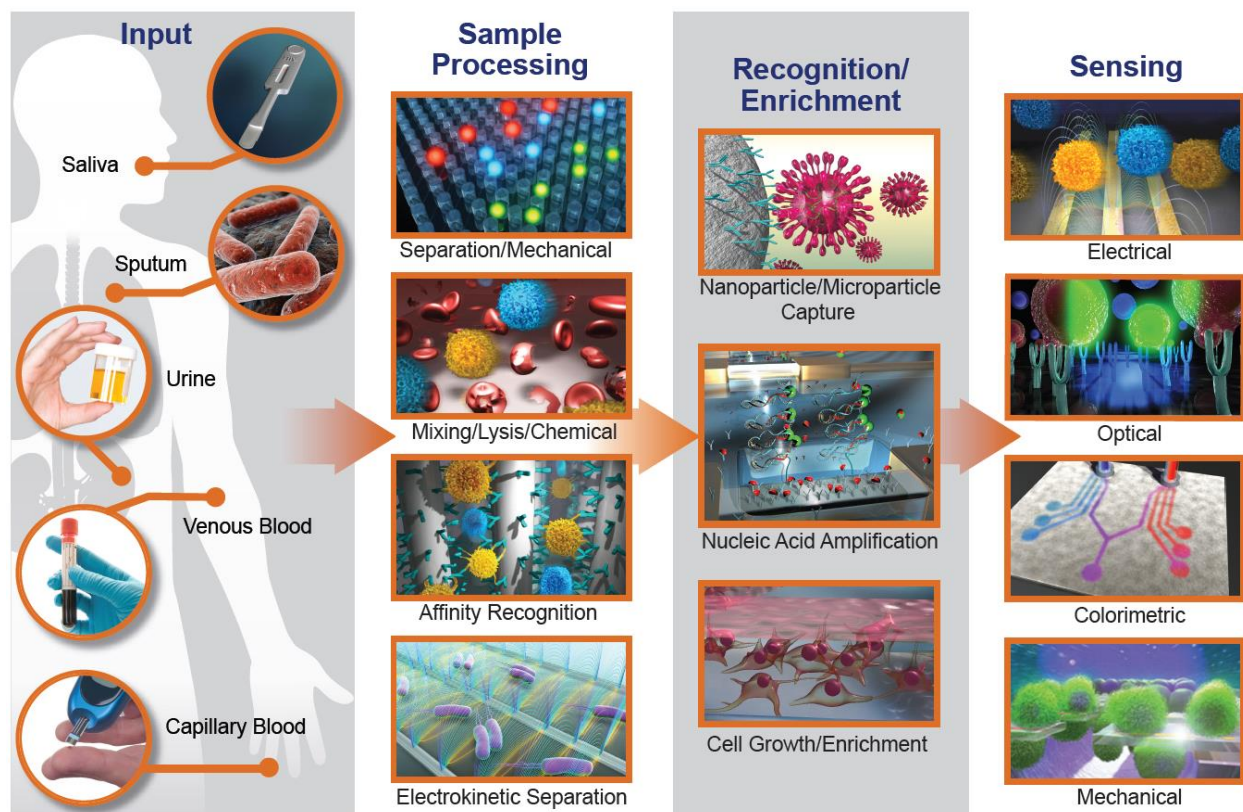 Input
Saliva
Sputum
Urine
Venous Blood
Capillary Blood
Sample
Processing
Separation/Mechanical
Mixing/Lysis/Chemical
Affinity Recognition
Electrokinetic Separation
Recognition/
Enrichment
Nanoparticle/Microparticle
Capture
Nucleic Acid Amplification
Cell Growth/Enrichment
Sensing
Electrical
Optical
Colorimetric
Mechanical